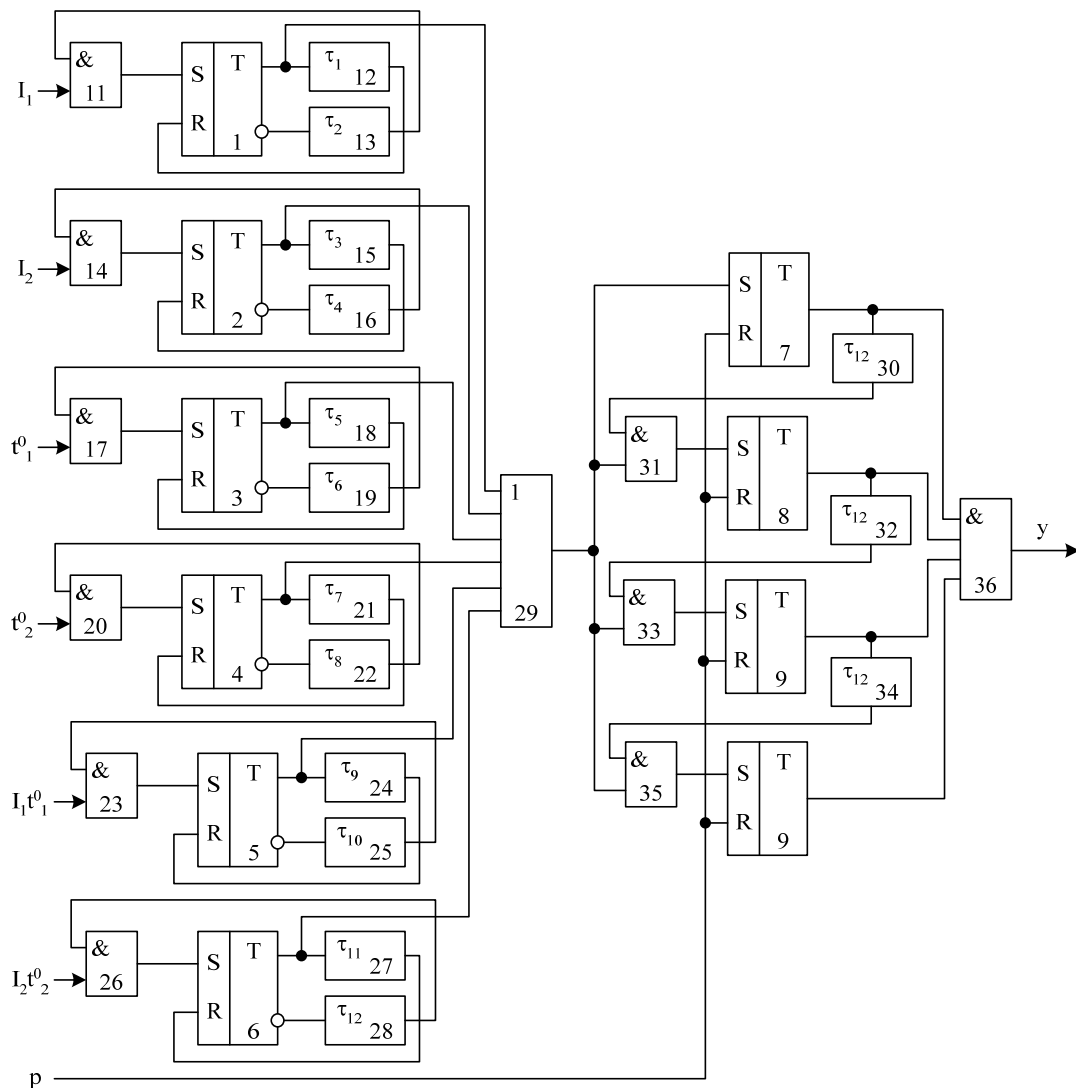 &
11
I₁
S
R
T
1
τ₁
12
τ₂
13
&
14
I₂
S
R
T
2
τ₃
15
τ₄
16
&
17
t⁰₁
S
R
T
3
τ₅
18
τ₆
19
&
20
t⁰₂
S
R
T
4
τ₇
21
τ₈
22
&
23
I₁t⁰₁
S
R
T
5
τ₉
24
τ₁₀
25
&
26
I₂t⁰₂
S
R
T
6
τ₁₁
27
τ₁₂
28
p
1
29
S
R
T
7
τ₁₂
30
&
31
S
R
T
8
τ₁₂
32
&
33
S
R
T
9
τ₁₂
34
&
35
S
R
T
9
&
36
y